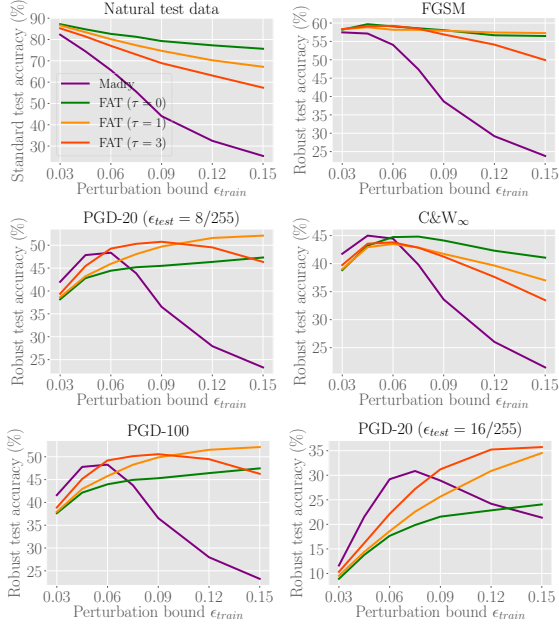 Natural test data
Standard test accuracy (%)
90
80
70
60
50
40
30
Madry
FAT (τ = 0)
FAT (τ = 1)
FAT (τ = 3)
0.03 0.06 0.09 0.12 0.15
Perturbation bound ϵtrain
FGSM
Robust test accuracy (%)
60
55
50
45
40
35
30
25
0.03 0.06 0.09 0.12 0.15
Perturbation bound ϵtrain
PGD-20 (ϵtest = 8/255)
Robust test accuracy (%)
50
45
40
35
30
25
0.03 0.06 0.09 0.12 0.15
Perturbation bound ϵtrain
C&W∞
Robust test accuracy (%)
45
40
35
30
25
0.03 0.06 0.09 0.12 0.15
Perturbation bound ϵtrain
PGD-100
Robust test accuracy (%)
50
45
40
35
30
25
0.03 0.06 0.09 0.12 0.15
Perturbation bound ϵtrain
PGD-20 (ϵtest = 16/255)
Robust test accuracy (%)
35
30
25
20
15
10
0.03 0.06 0.09 0.12 0.15
Perturbation bound ϵtrain